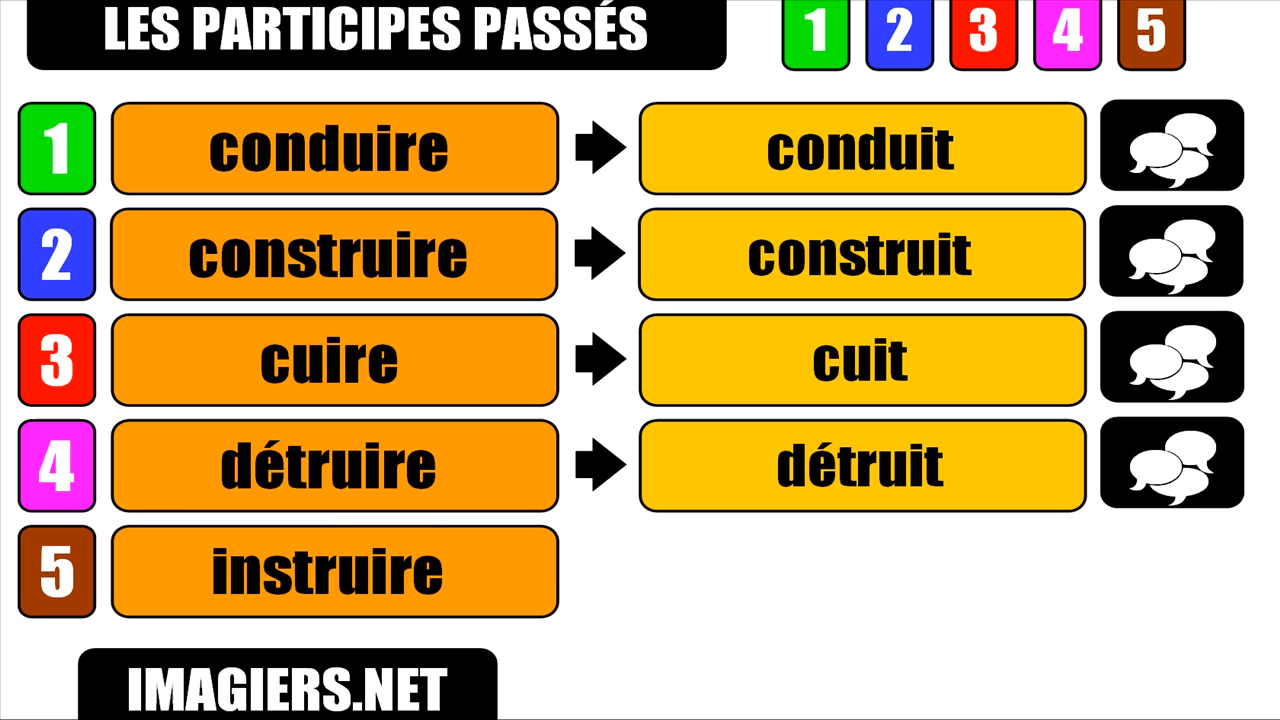 LES PARTICIPES PASSÉS 1 2 3 4 5
1 conduire conduit
2 construire construit
3 cuire cuit
4 détruire détruit
5 instruire
IMAGIERS.NET